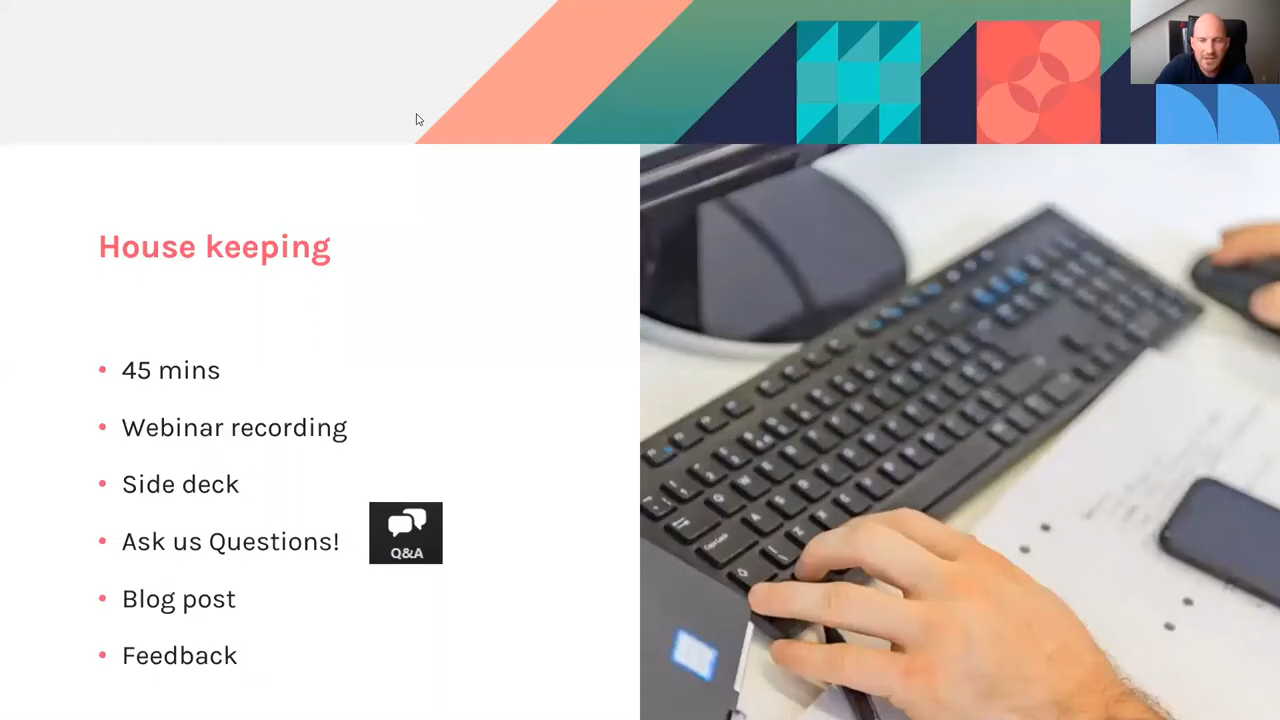 House keeping
45 mins
Webinar recording
Side deck
Ask us Questions!
Q&A
Blog post
Feedback